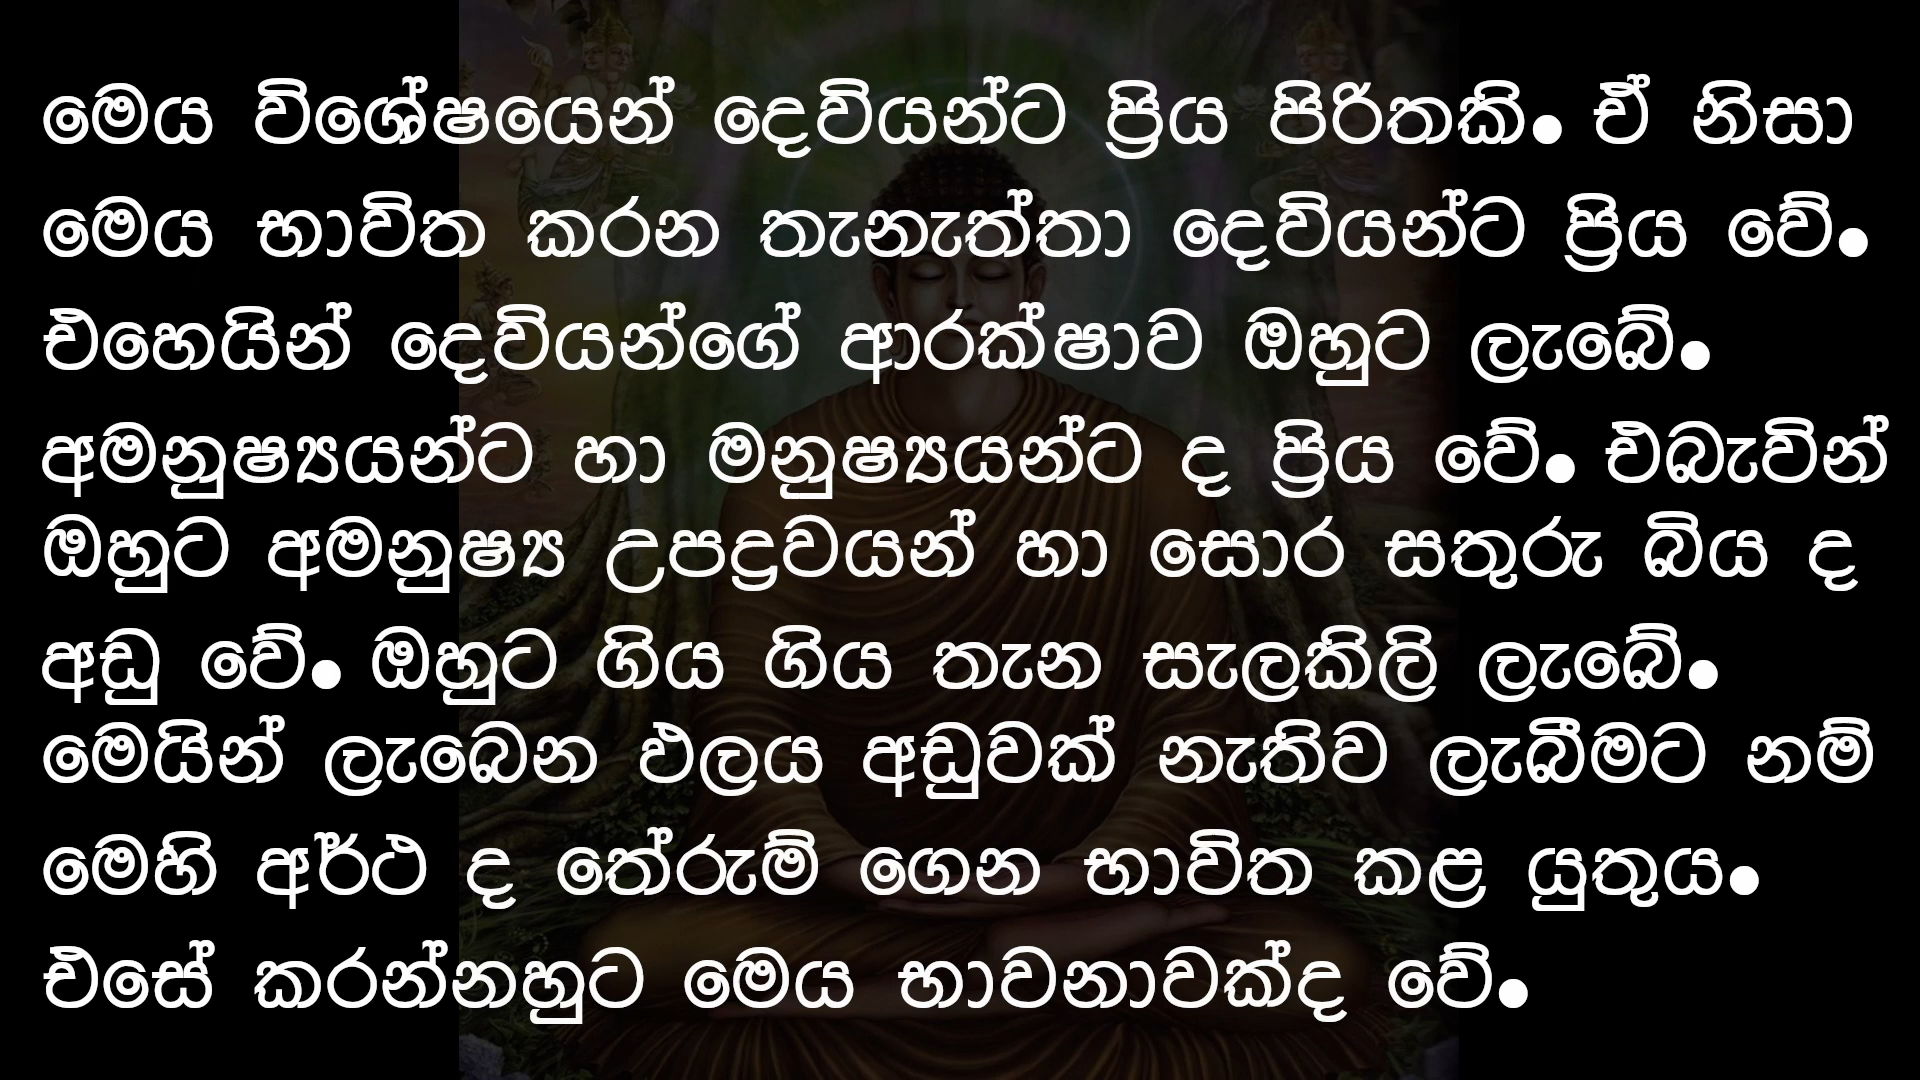 මෙය විශේෂයෙන් දෙවියන්ට ප්‍රිය පිරිතකි. ඒ නිසා
මෙය භාවිත කරන තැනැත්තා දෙවියන්ට ප්‍රිය වේ.
එහෙයින් දෙවියන්ගේ ආරක්ෂාව ඔහුට ලැබේ.
අමනුෂ්‍යයන්ට හා මනුෂ්‍යයන්ට ද ප්‍රිය වේ. එබැවින්
ඔහුට අමනුෂ්‍ය උපද්‍රවයන් හා සොර සතුරු බිය ද
අඩු වේ. ඔහුට ගිය ගිය තැන සැලකිලි ලැබේ.
මෙයින් ලැබෙන ඵලය අඩුවක් නැතිව ලැබීමට නම්
මෙහි අර්ථ ද තේරුම් ගෙන භාවිත කළ යුතුය.
එසේ කරන්නහුට මෙය භාවනාවක්ද වේ.